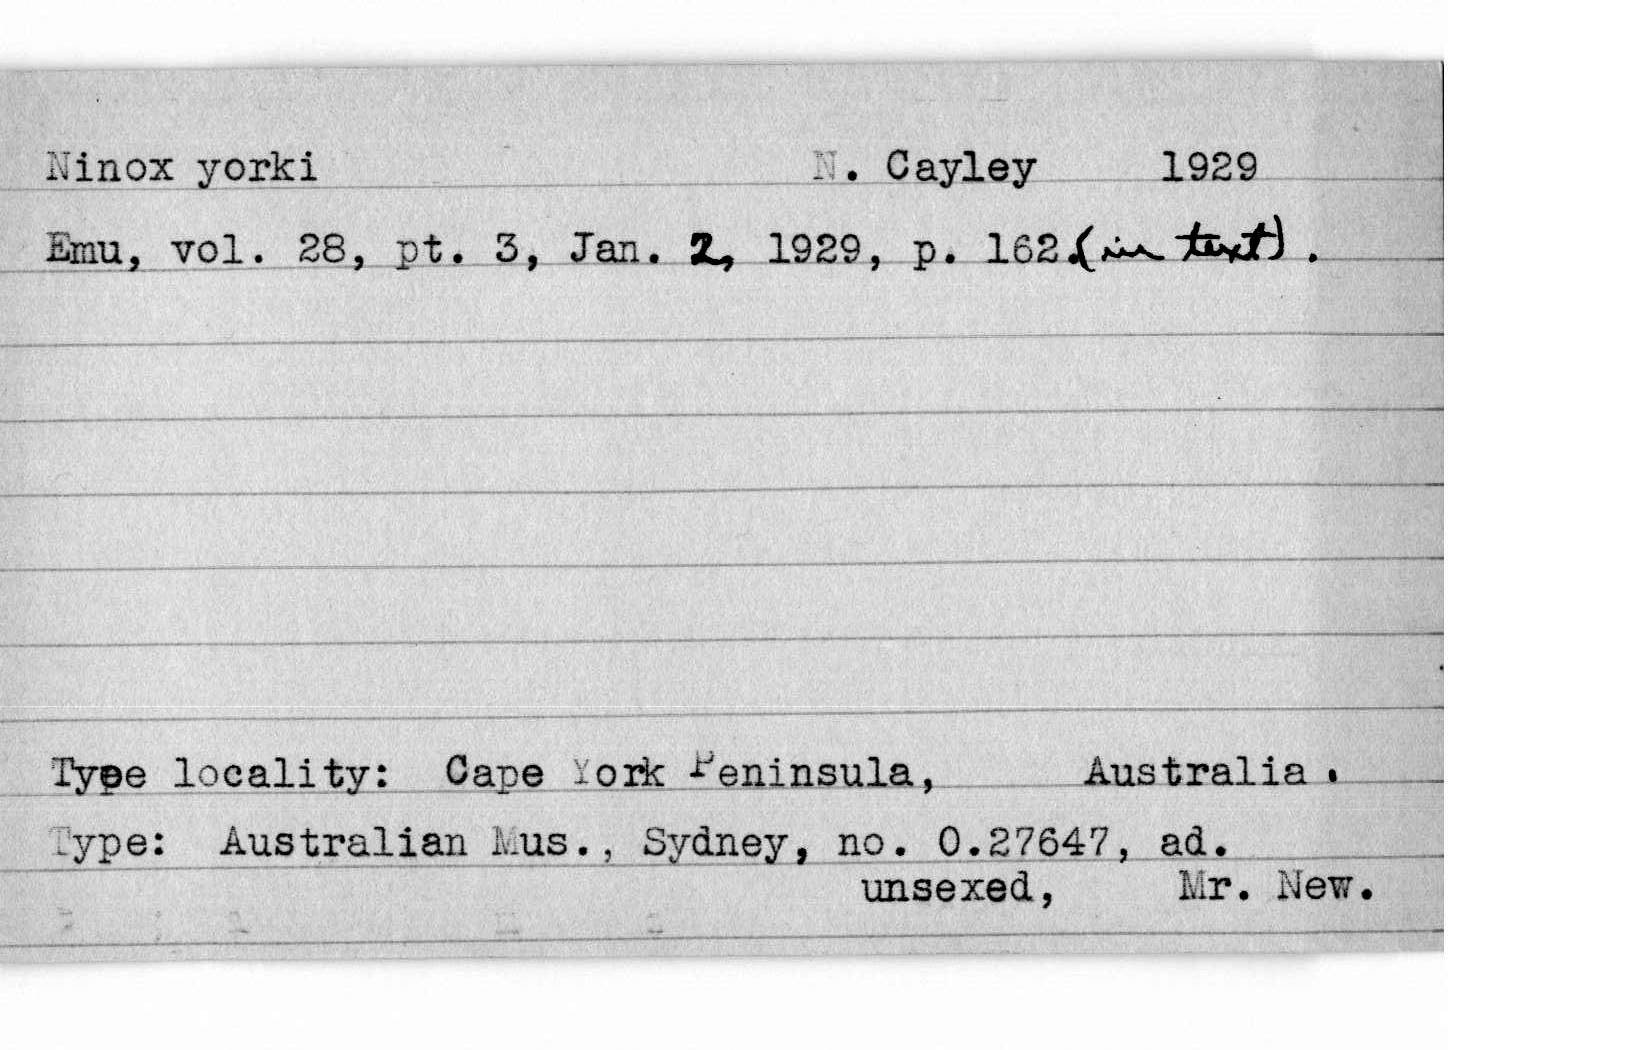 Ninox yorki N. Cayley 1929
Emu, vol. 28, pt. 3, Jan. 2, 1929, p. 162.(in text).
Type locality: Cape York Peninsula, Australia.
Type: Australian Mus., Sydney, no. O.27647, ad.
unsexed, Mr. New.